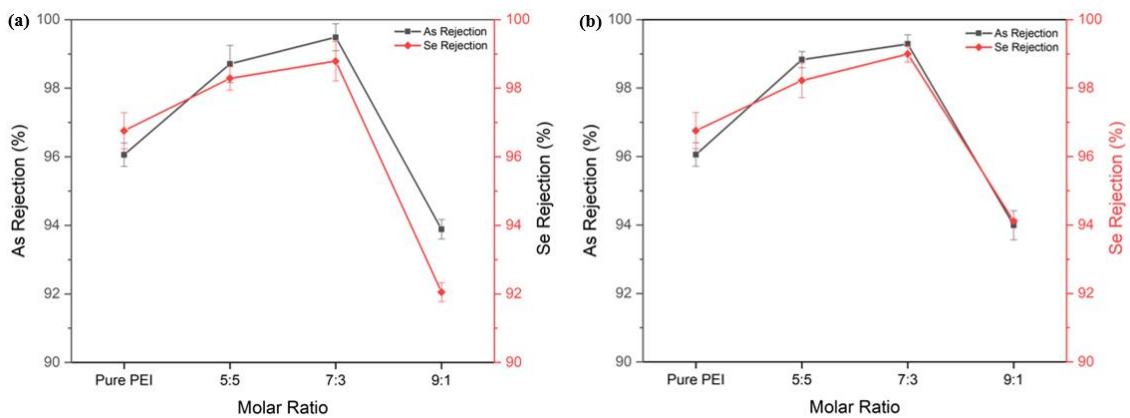 (a)
100
98
96
94
92
90
As Rejection (%)
As Rejection
Se Rejection
100
98
96
94
92
90
Se Rejection (%)
Pure PEI 5:5 7:3 9:1
Molar Ratio
(b)
100
98
96
94
92
90
As Rejection (%)
As Rejection
Se Rejection
100
98
96
94
92
90
Se Rejection (%)
Pure PEI 5:5 7:3 9:1
Molar Ratio